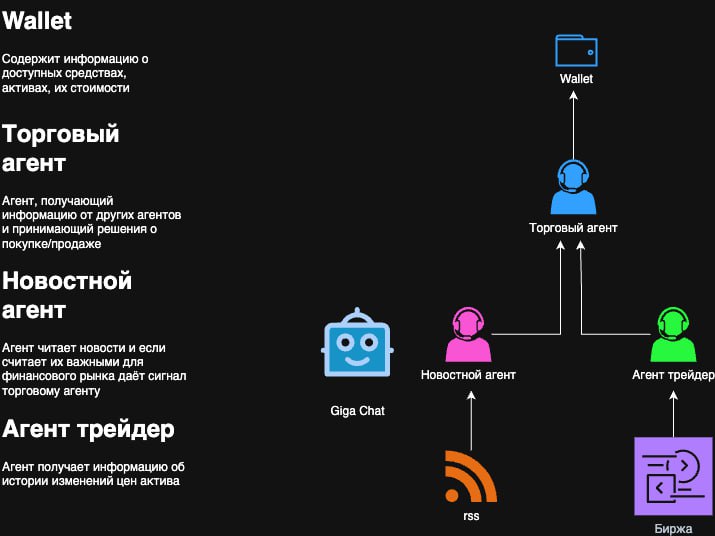 Wallet
Содержит информацию о
доступных средствах,
активах, их стоимости
Торговый
агент
Агент, получающий
информацию от других агентов
и принимающий решения о
покупке/продаже
Новостной
агент
Агент читает новости и если
считает их важными для
финансового рынка даёт сигнал
торговому агенту
Агент трейдер
Агент получает информацию об
истории изменений цен актива
Wallet
Торговый агент
Giga Chat
Новостной агент
Агент трейдер
rss
Биржа